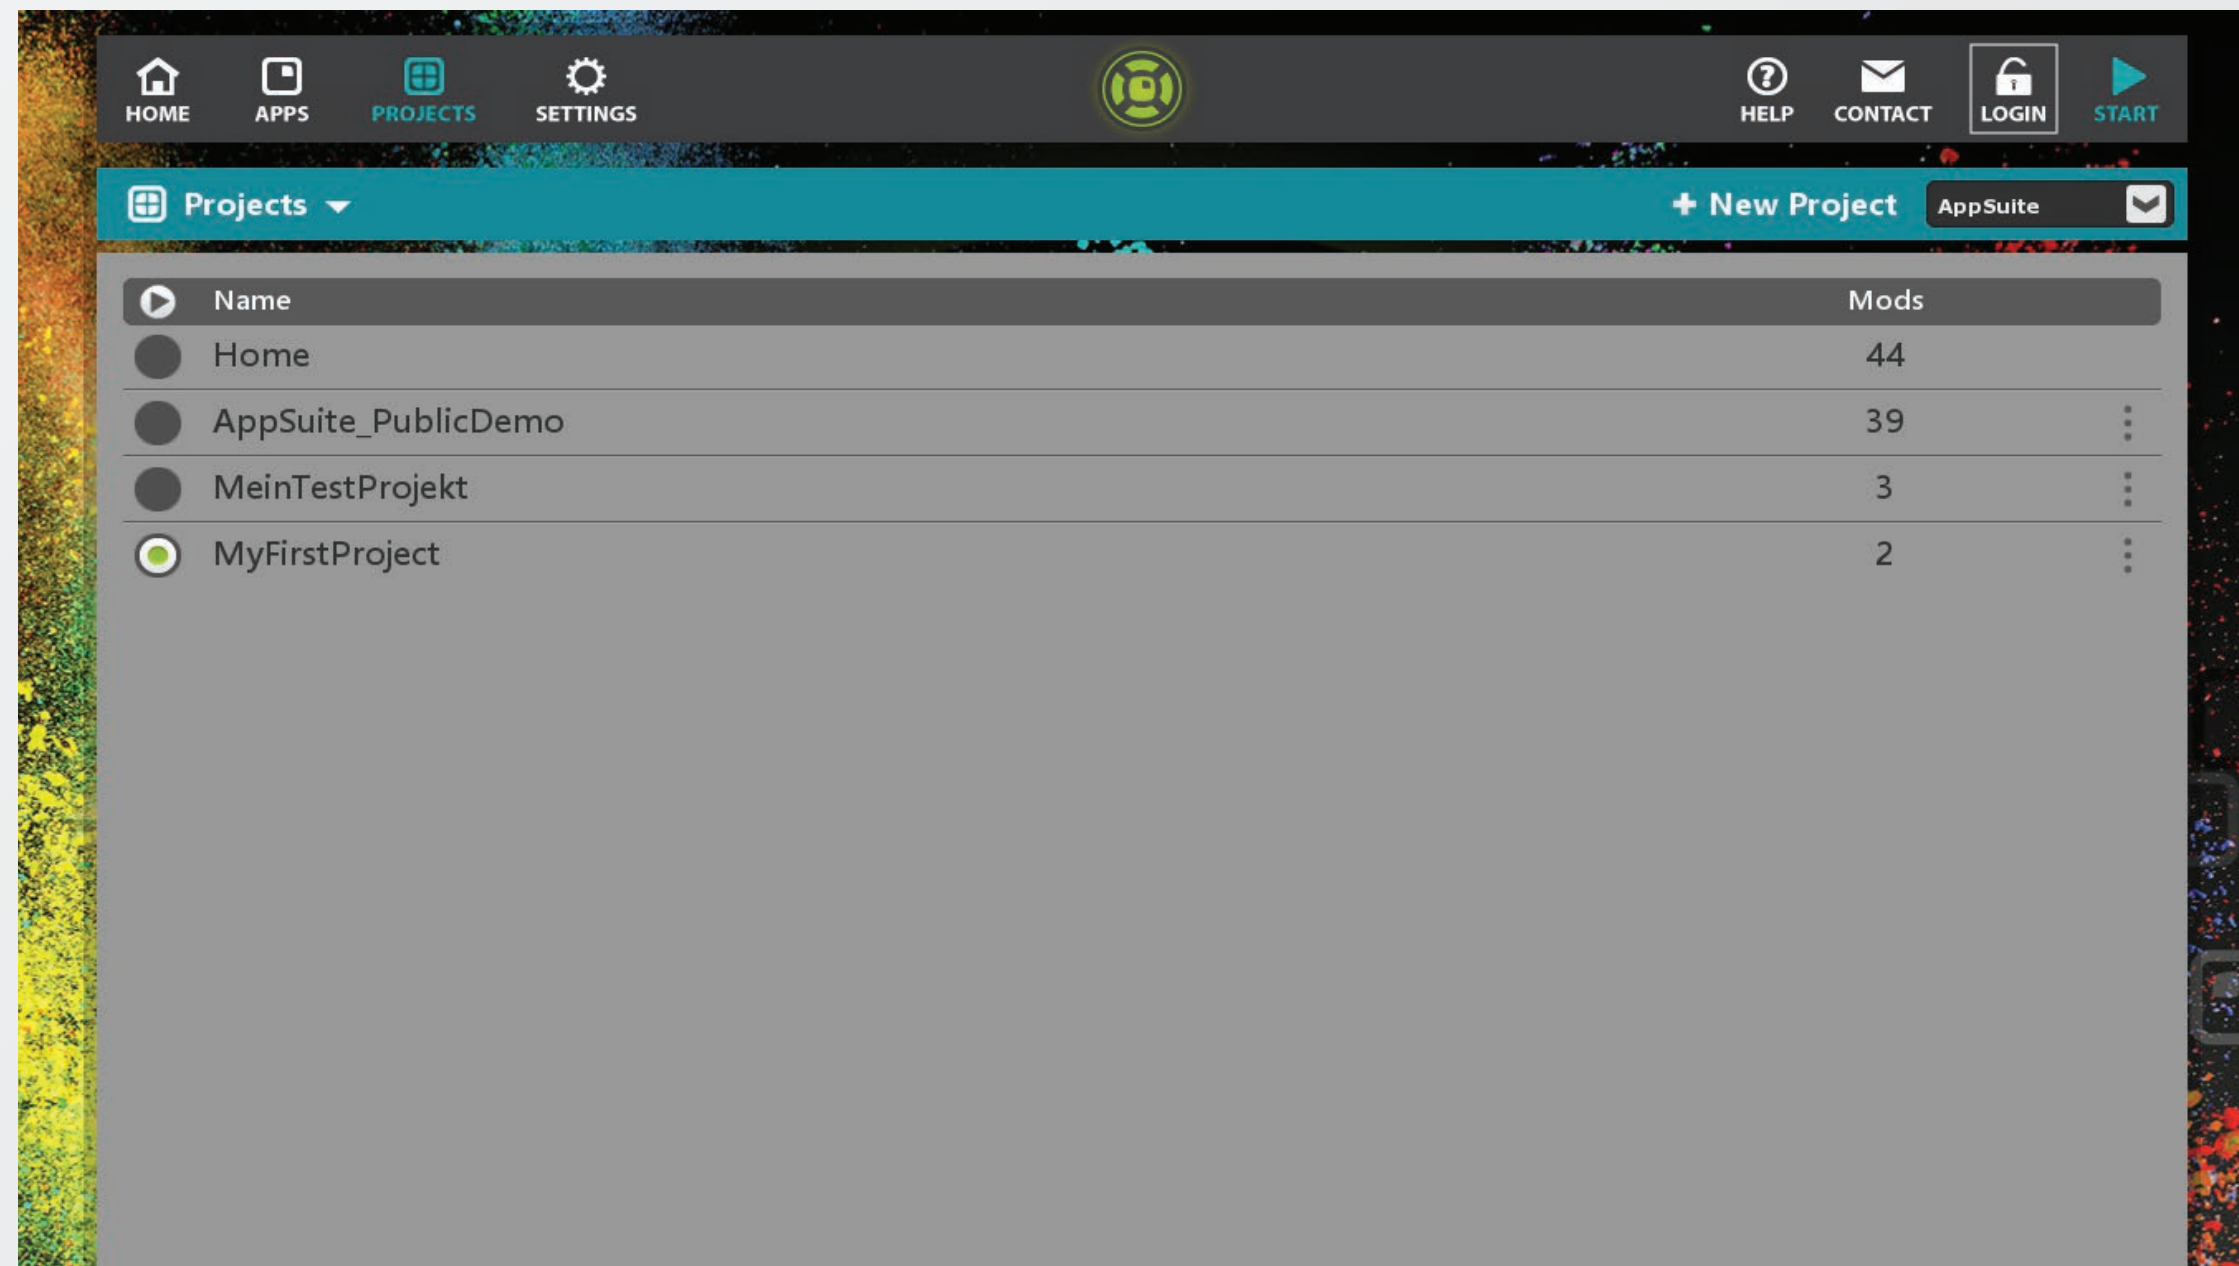 HOME APPS PROJECTS SETTINGS HELP CONTACT LOGIN START
Projects + New Project AppSuite
Name Mods
Home 44
AppSuite_PublicDemo 39
MeinTestProjekt 3
MyFirstProject 2